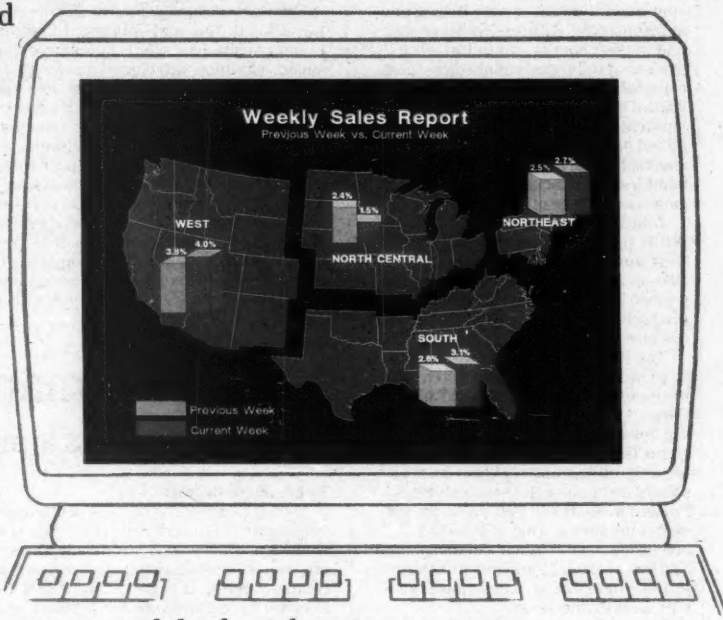 d
Weekly Sales Report
Previous Week vs. Current Week
2.5% 2.7%
2.4%
1.5%
WEST
NORTHEAST
3.8% 4.0%
NORTH CENTRAL
SOUTH
2.8% 3.1%
Previous Week
Current Week